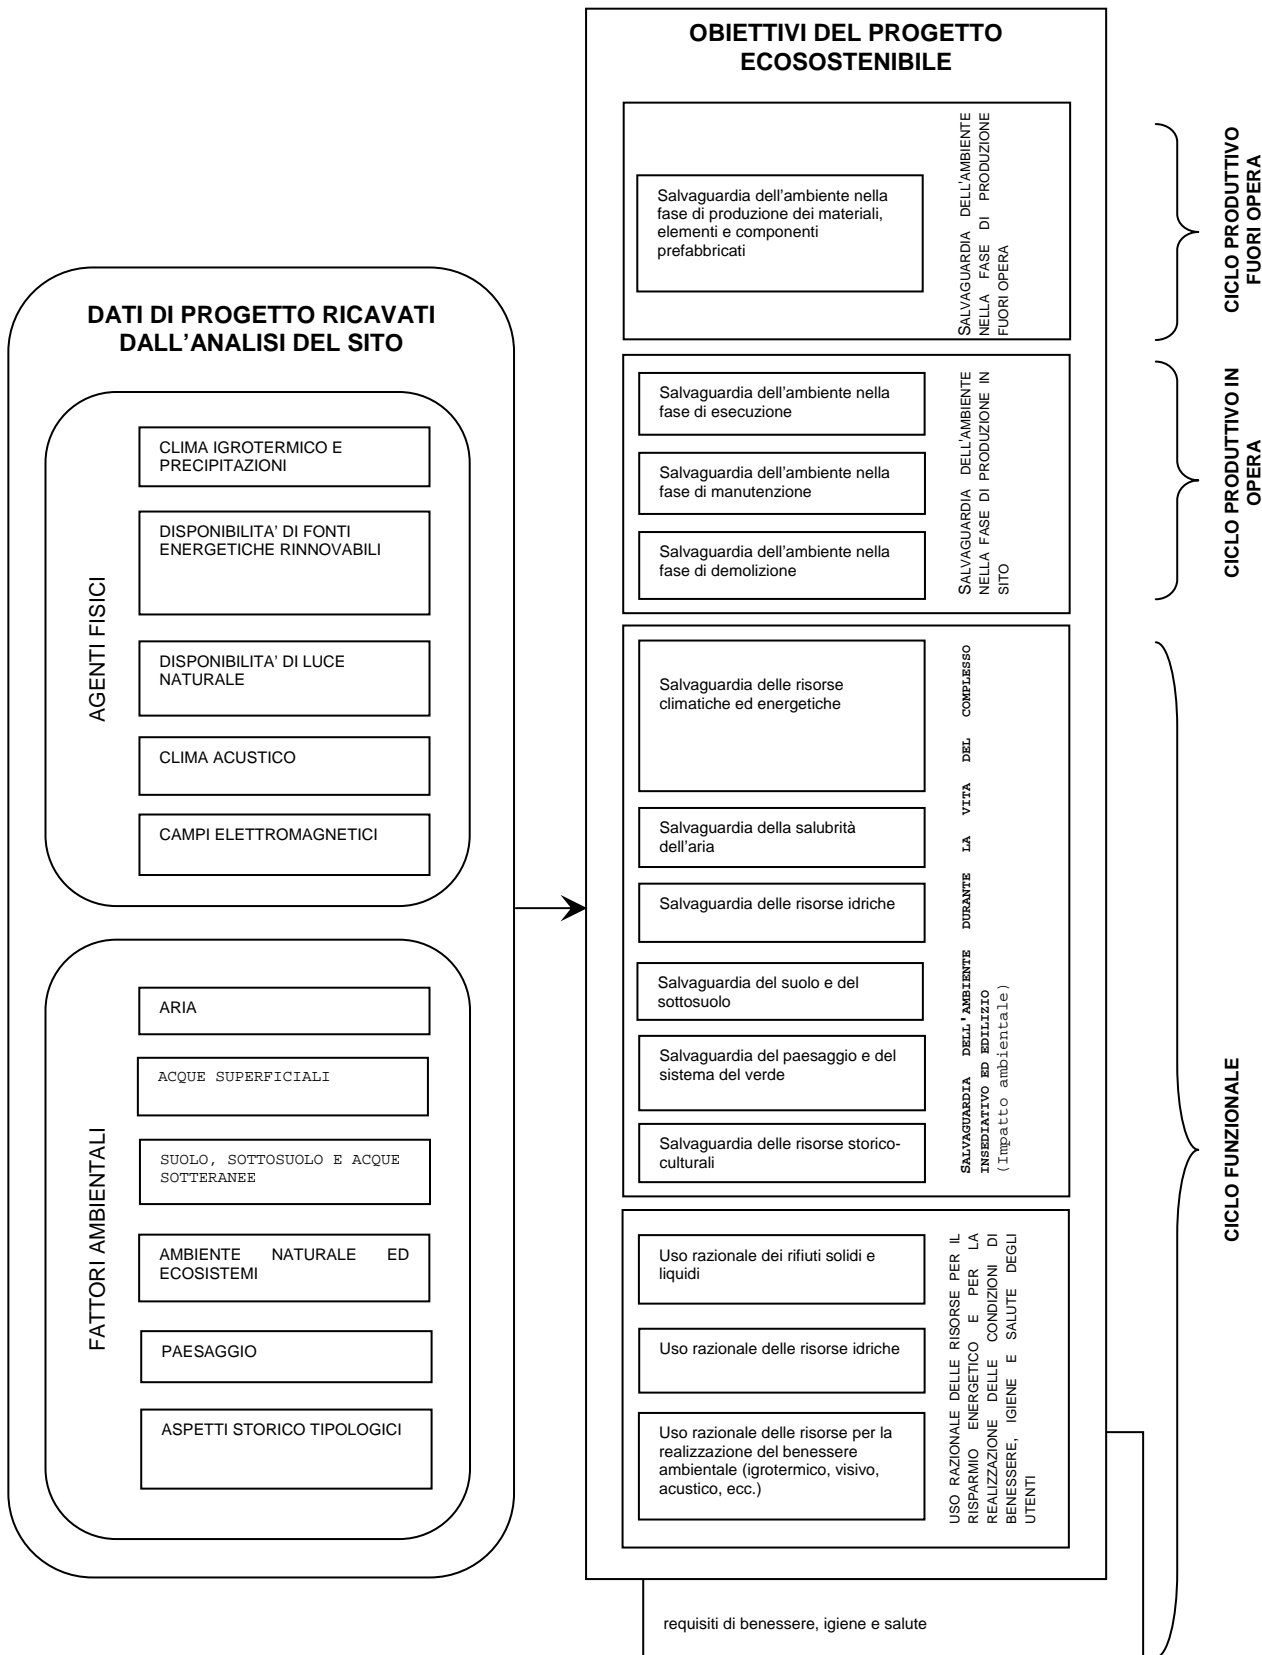 DATI DI PROGETTO RICAVATI
DALL'ANALISI DEL SITO
AGENTI FISICI
CLIMA IGROTERMICO E
PRECIPITAZIONI
DISPONIBILITA' DI FONTI
ENERGETICHE RINNOVABILI
DISPONIBILITA' DI LUCE
NATURALE
CLIMA ACUSTICO
CAMPI ELETTROMAGNETICI
FATTORI AMBIENTALI
ARIA
ACQUE SUPERFICIALI
SUOLO, SOTTOSUOLO E ACQUE
SOTTERANEE
AMBIENTE NATURALE ED
ECOSISTEMI
PAESAGGIO
ASPETTI STORICO TIPOLOGICI
OBIETTIVI DEL PROGETTO
ECOSOSTENIBILE
Salvaguardia dell'ambiente nella
fase di produzione dei materiali,
elementi e componenti
prefabbricati
SALVAGUARDIA DELL'AMBIENTE
NELLA FASE DI PRODUZIONE
FUORI OPERA
CICLO PRODUTTIVO
FUORI OPERA
Salvaguardia dell'ambiente nella
fase di esecuzione
Salvaguardia dell'ambiente nella
fase di manutenzione
Salvaguardia dell'ambiente nella
fase di demolizione
SALVAGUARDIA DELL'AMBIENTE
NELLA FASE DI PRODUZIONE IN
SITO
CICLO PRODUTTIVO IN
OPERA
Salvaguardia delle risorse
climatiche ed energetiche
Salvaguardia della salubrità
dell'aria
Salvaguardia delle risorse idriche
Salvaguardia del suolo e del
sottosuolo
Salvaguardia del paesaggio e del
sistema del verde
Salvaguardia delle risorse storico-
culturali
SALVAGUARDIA DELL'AMBIENTE DURANTE LA VITA DEL COMPLESSO
INSEDIATIVO ED EDILIZIO
(Impatto ambientale)
Uso razionale dei rifiuti solidi e
liquidi
Uso razionale delle risorse idriche
Uso razionale delle risorse per la
realizzazione del benessere
ambientale (igrotermico, visivo,
acustico, ecc.)
USO RAZIONALE DELLE RISORSE PER IL
RISPARMIO ENERGETICO E PER LA
REALIZZAZIONE DELLE CONDIZIONI DI
BENESSERE, IGIENE E SALUTE DEGLI
UTENTI
CICLO FUNZIONALE
requisiti di benessere, igiene e salute